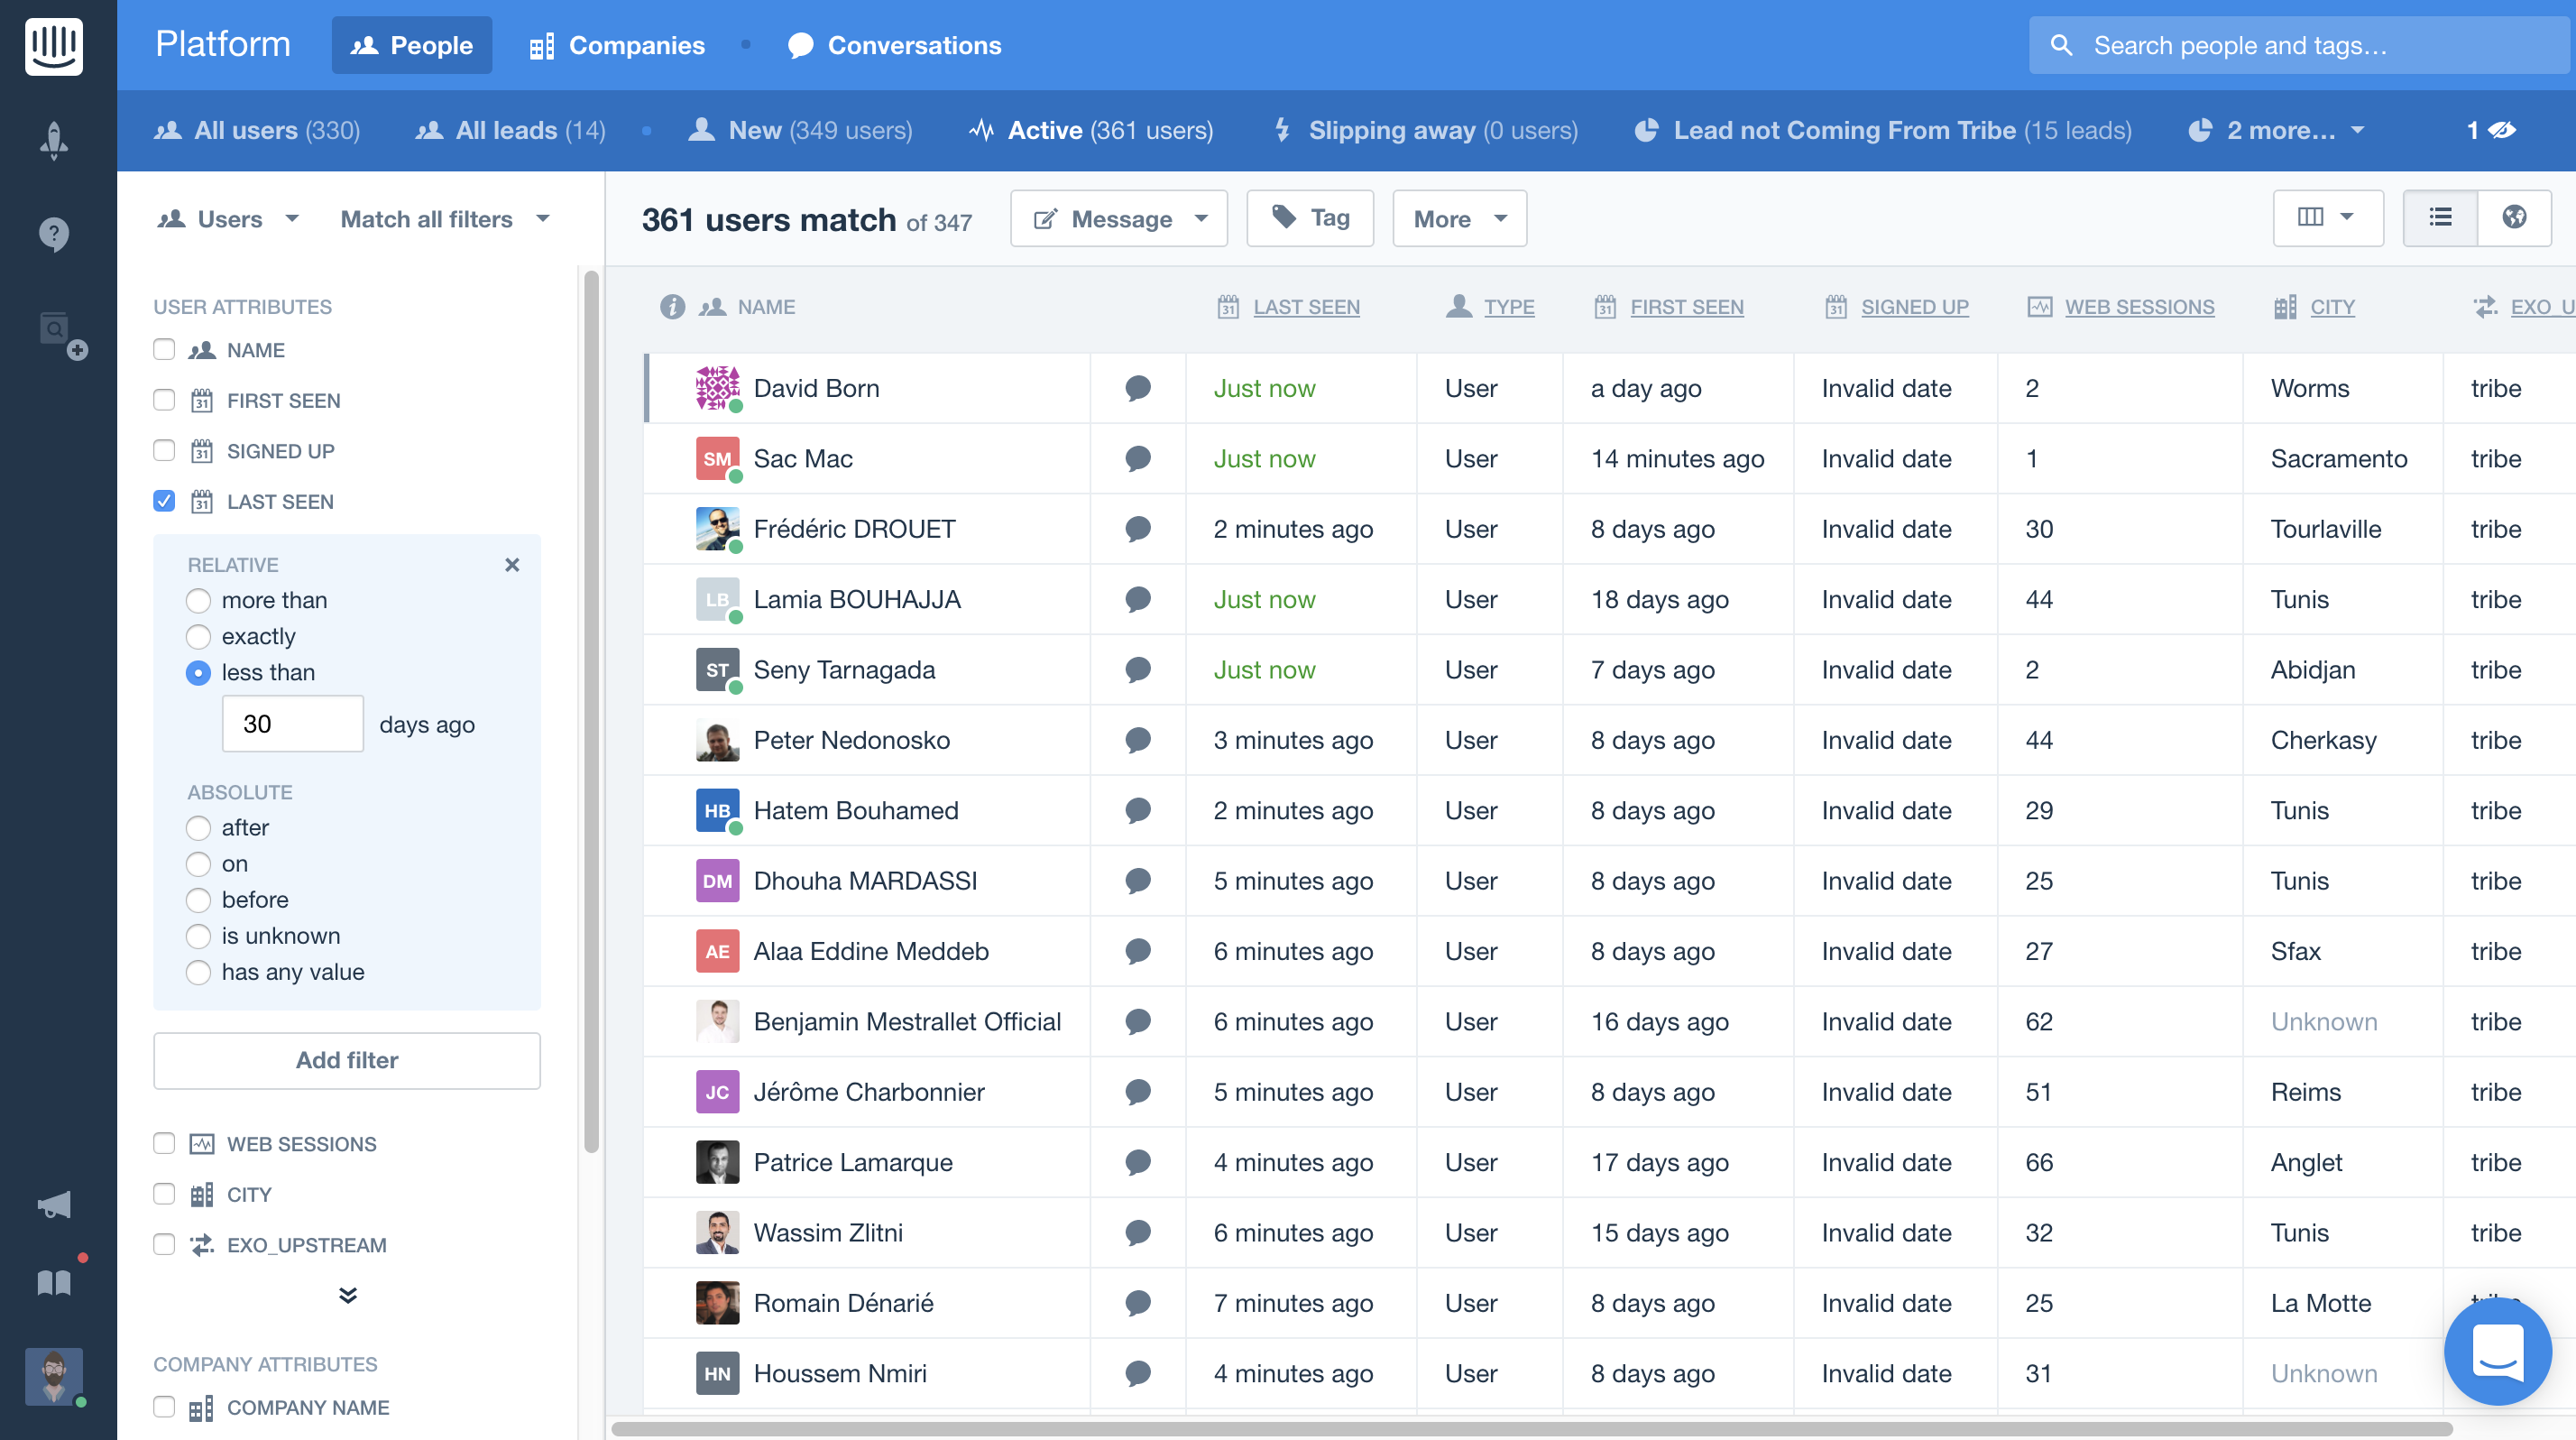 Platform People Companies Conversations Search people and tags...
All users (330) All leads (14) New (349 users) Active (361 users) Slipping away (0 users) Lead not Coming From Tribe (15 leads) 2 more... 1
Users Match all filters
361 users match of 347 Message Tag More
USER ATTRIBUTES
NAME
FIRST SEEN
SIGNED UP
LAST SEEN
RELATIVE
more than
exactly
less than
30 days ago
ABSOLUTE
after
on
before
is unknown
has any value
Add filter
WEB SESSIONS
CITY
EXO_UPSTREAM
COMPANY ATTRIBUTES
COMPANY NAME
NAME LAST SEEN TYPE FIRST SEEN SIGNED UP WEB SESSIONS CITY EXO_U
David Born Just now User a day ago Invalid date 2 Worms tribe
SM Sac Mac Just now User 14 minutes ago Invalid date 1 Sacramento tribe
Frédéric DROUET 2 minutes ago User 8 days ago Invalid date 30 Tourlaville tribe
LB Lamia BOUHAJJA Just now User 18 days ago Invalid date 44 Tunis tribe
ST Seny Tarnagada Just now User 7 days ago Invalid date 2 Abidjan tribe
Peter Nedonosko 3 minutes ago User 8 days ago Invalid date 44 Cherkasy tribe
HB Hatem Bouhamed 2 minutes ago User 8 days ago Invalid date 29 Tunis tribe
DM Dhouha MARDASSI 5 minutes ago User 8 days ago Invalid date 25 Tunis tribe
AE Alaa Eddine Meddeb 6 minutes ago User 8 days ago Invalid date 27 Sfax tribe
Benjamin Mestrallet Official 6 minutes ago User 16 days ago Invalid date 62 Unknown tribe
JC Jérôme Charbonnier 5 minutes ago User 8 days ago Invalid date 51 Reims tribe
Patrice Lamarque 4 minutes ago User 17 days ago Invalid date 66 Anglet tribe
Wassim Zlitni 6 minutes ago User 15 days ago Invalid date 32 Tunis tribe
Romain Dénarié 7 minutes ago User 8 days ago Invalid date 25 La Motte
HN Houssem Nmiri 4 minutes ago User 8 days ago Invalid date 31 Unknown